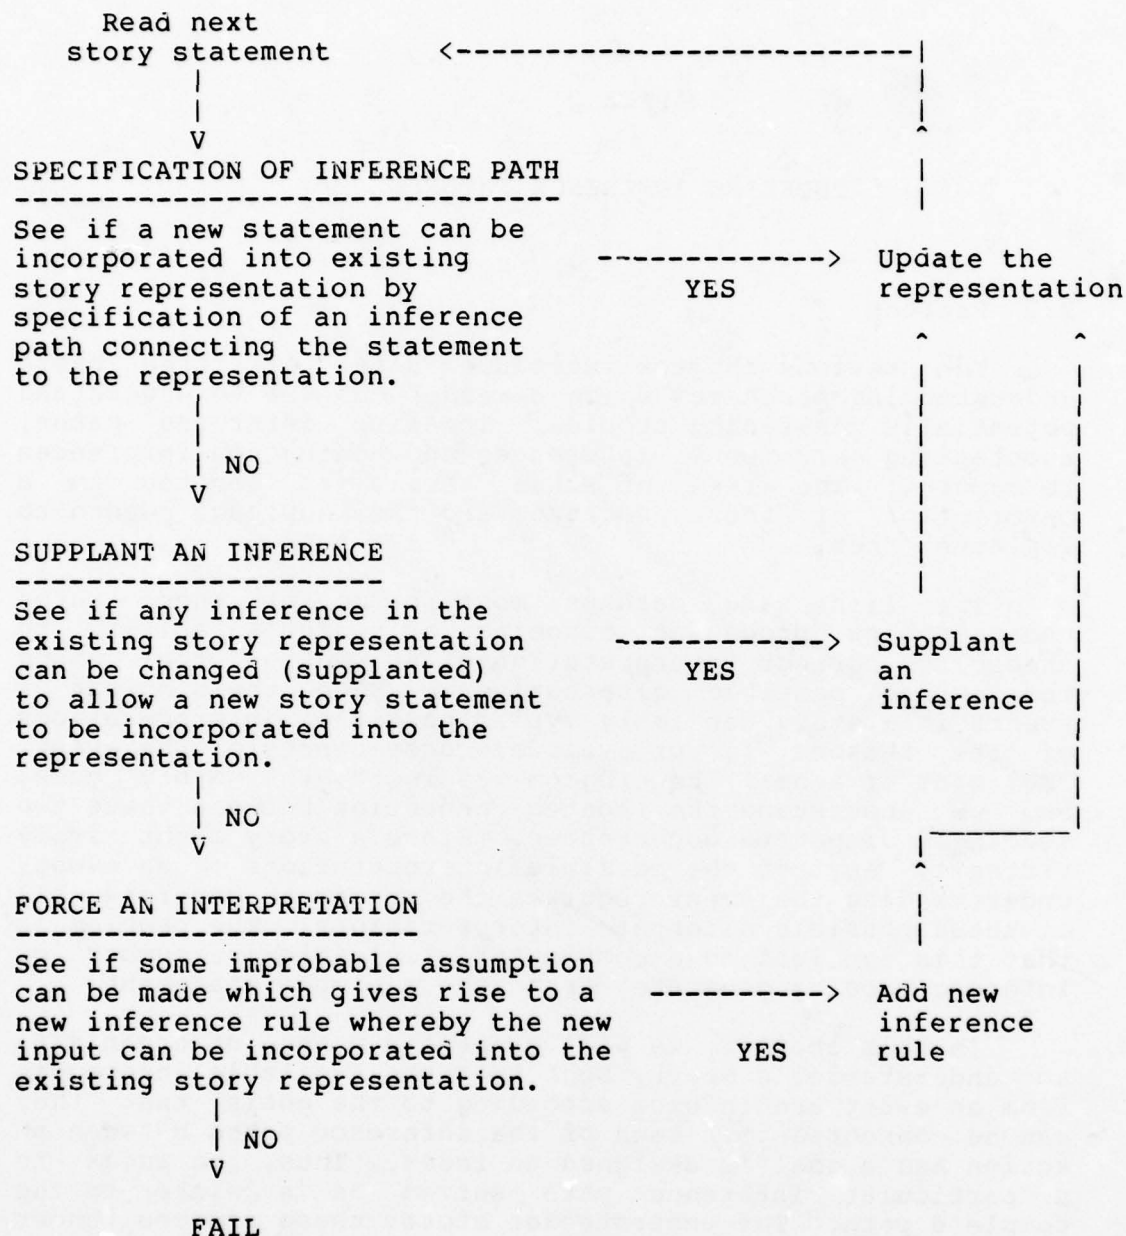 Read next
story statement
SPECIFICATION OF INFERENCE PATH
See if a new statement can be
incorporated into existing
story representation by
specification of an inference
path connecting the statement
to the representation.
YES
Update the
representation
NO
SUPPLANT AN INFERENCE
See if any inference in the
existing story representation
can be changed (supplanted)
to allow a new story statement
to be incorporated into the
representation.
YES
Supplant
an
inference
NO
FORCE AN INTERPRETATION
See if some improbable assumption
can be made which gives rise to a
new inference rule whereby the new
input can be incorporated into the
existing story representation.
YES
Add new
inference
rule
NO
FAIL